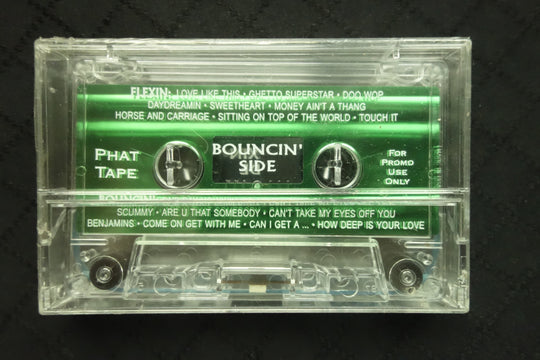 FLEXIN: LOVE LIKE THIS • GHETTO SUPERSTAR • DOO WOP
DAYDREAMIN • SWEETHEART • MONEY AIN'T A THANG
HORSE AND CARRIAGE • SITTING ON TOP OF THE WORLD • TOUCH IT
PHAT
TAPE
BOUNCIN'
SIDE
FOR
PROMO
USE
ONLY
BOUNCIN'
SCUMMY • ARE U THAT SOMEBODY • CAN'T TAKE MY EYES OFF YOU
BENJAMINS • COME ON GET WITH ME • CAN I GET A ... • HOW DEEP IS YOUR LOVE